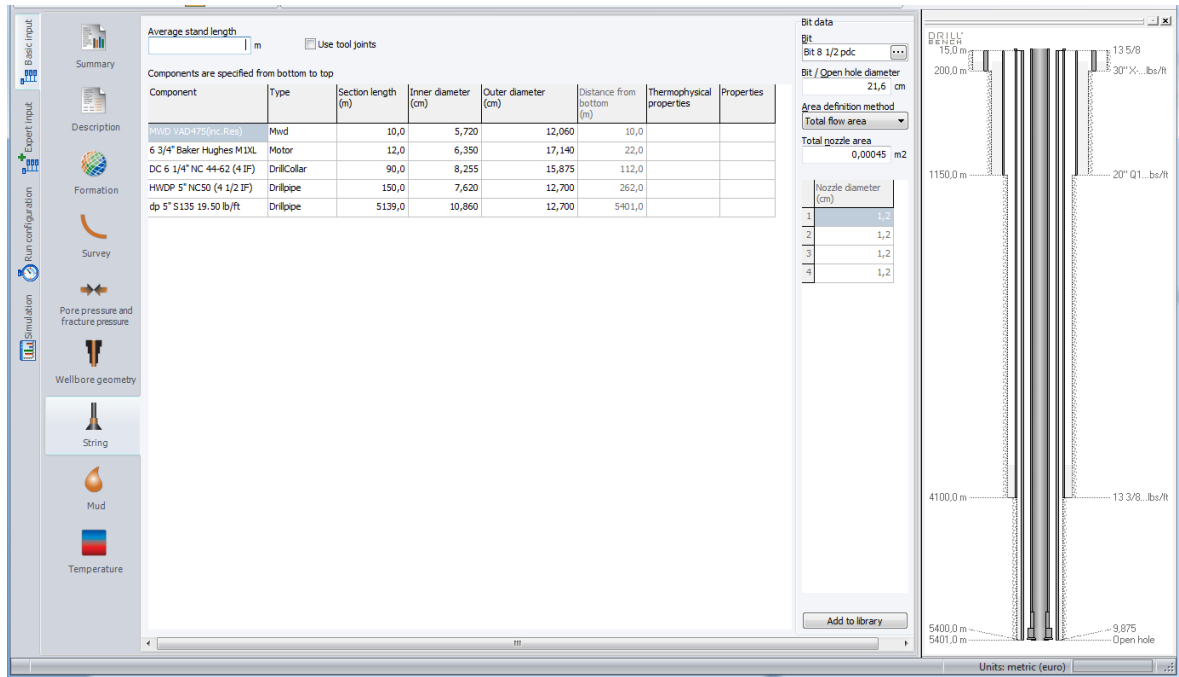 Basic input
Expert input
Run configuration
Simulation
Summary
Description
Formation
Survey
Pore pressure and
fracture pressure
Wellbore geometry
String
Mud
Temperature
Average stand length
m
Use tool joints
Components are specified from bottom to top
Component Type Section length (m) Inner diameter (cm) Outer diameter (cm) Distance from bottom (m) Thermophysical properties Properties
MWD VAD475(inc.Res) Mwd 10,0 5,720 12,060 10,0
6 3/4" Baker Hughes M1XL Motor 12,0 6,350 17,140 22,0
DC 6 1/4" NC 44-62 (4 IF) DrillCollar 90,0 8,255 15,875 112,0
HWDP 5" NC50 (4 1/2 IF) Drillpipe 150,0 7,620 12,700 262,0
dp 5" S135 19.50 lb/ft Drillpipe 5139,0 10,860 12,700 5401,0
Bit data
Bit
Bit 8 1/2 pdc
Bit / Open hole diameter
21,6 cm
Area definition method
Total flow area
Total nozzle area
0,00045 m2
Nozzle diameter
(cm)
1 1,2
2 1,2
3 1,2
4 1,2
Add to library
DRILL
BENCH
15,0 m 13 5/8
200,0 m 30" X-...lbs/ft
1150,0 m 20" Q1...bs/ft
4100,0 m 13 3/8...lbs/ft
5400,0 m 9,875
5401,0 m Open hole
Units: metric (euro)